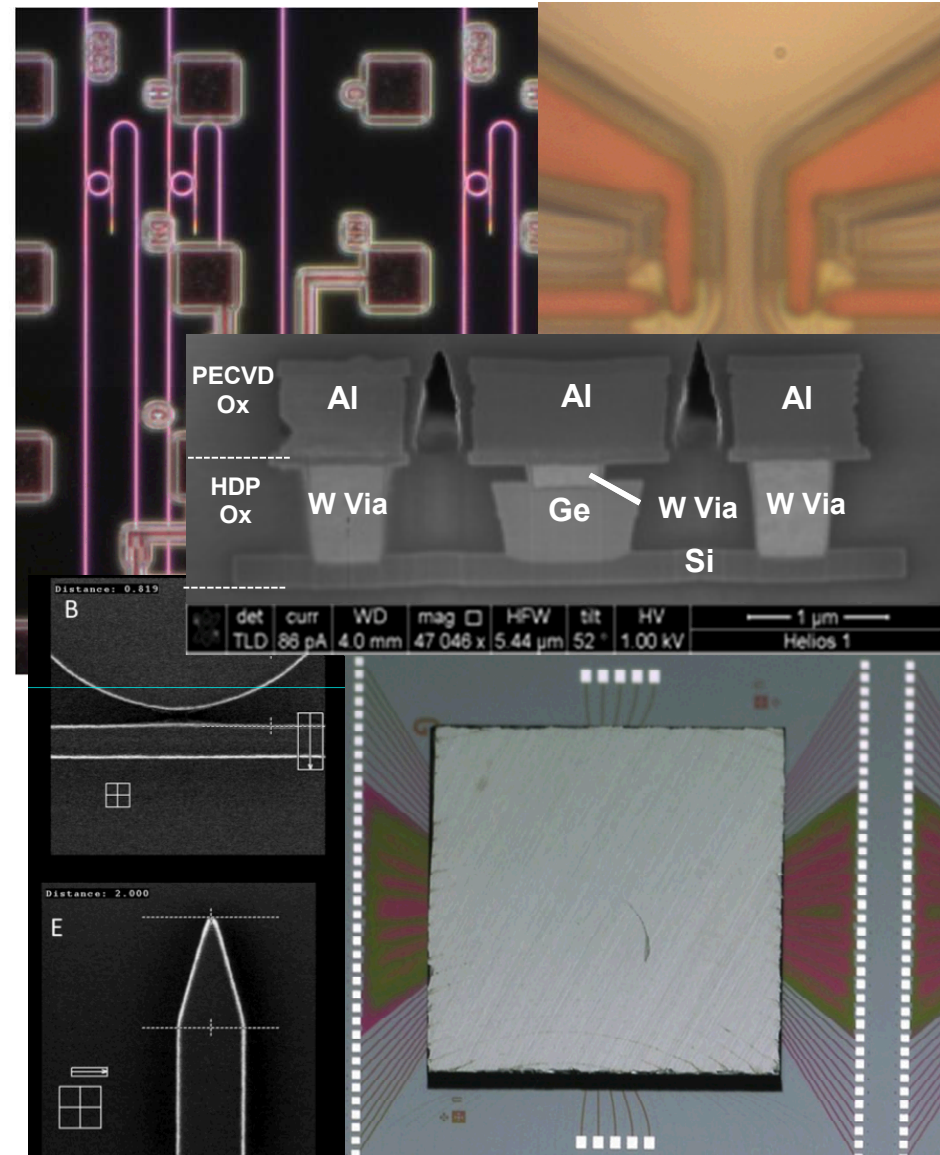 PECVD
Ox
Al
Al
Al
HDP
Ox
W Via
Ge
W Via
W Via
Si
det curr WD mag HFW tilt HV 1 µm
TLD 86 pA 4.0 mm 47 046 x 5.44 µm 52 ° 1.00 kV Helios 1
Distance: 0.819
B
Distance: 2.000
E